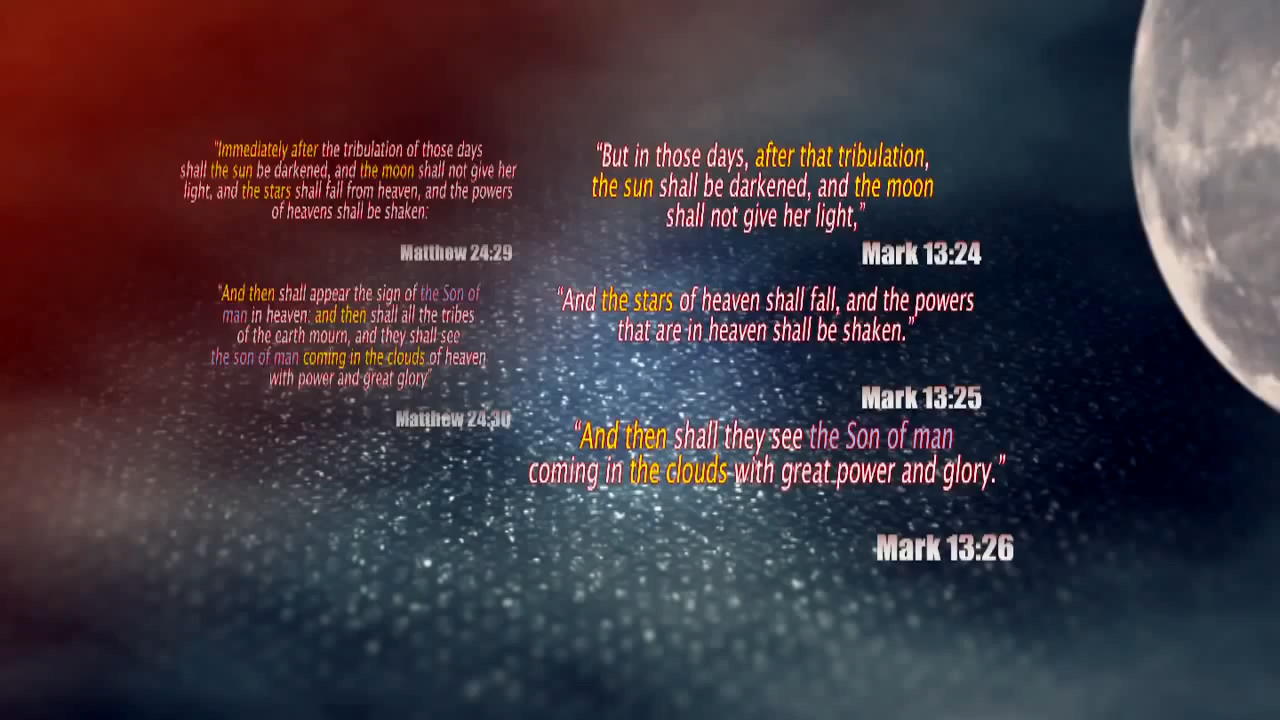 "Immediately after the tribulation of those days
shall the sun be darkened, and the moon shall not give her
light, and the stars shall fall from heaven, and the powers
of heavens shall be shaken:
Matthew 24:29
"And then shall appear the sign of the Son of
man in heaven: and then shall all the tribes
of the earth mourn, and they shall see
the son of man coming in the clouds of heaven
with power and great glory"
Matthew 24:30
"But in those days, after that tribulation,
the sun shall be darkened, and the moon
shall not give her light,"
Mark 13:24
"And the stars of heaven shall fall, and the powers
that are in heaven shall be shaken."
Mark 13:25
"And then shall they see the Son of man
coming in the clouds with great power and glory."
Mark 13:26